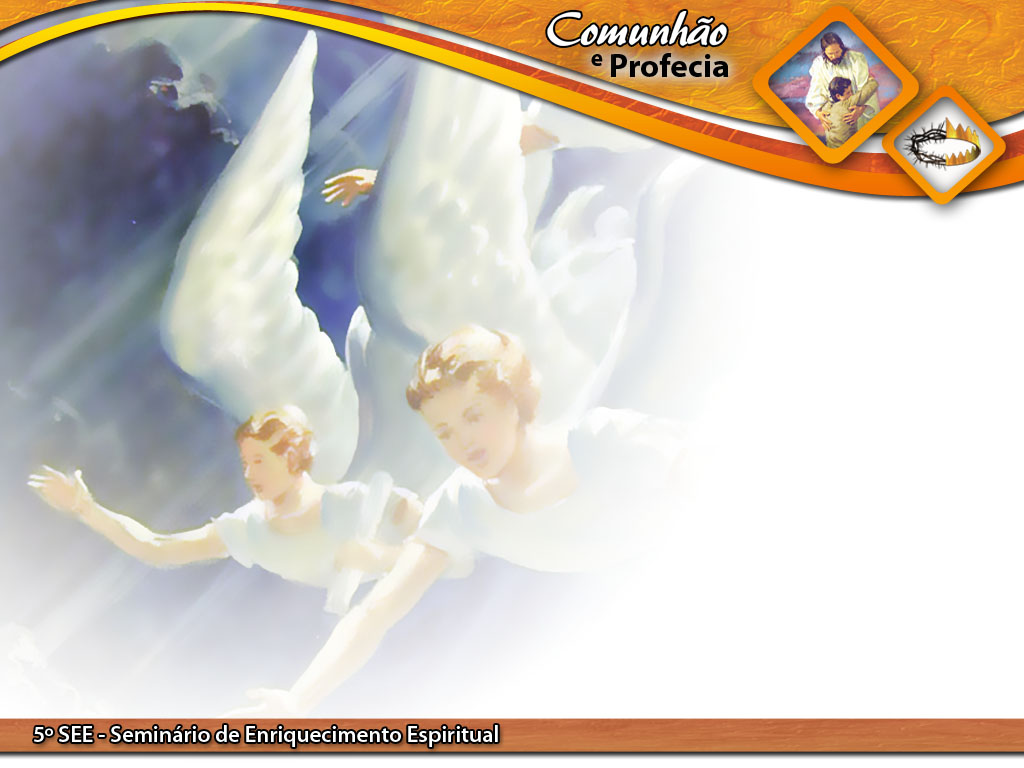 Comunhão
e Profecia
5º SEE - Seminário de Enriquecimento Espiritual